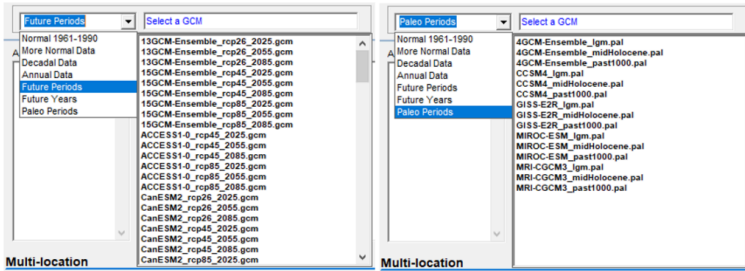 Future Periods
Select a GCM
Normal 1961-1990
More Normal Data
Decadal Data
Annual Data
Future Periods
Future Years
Paleo Periods
A
13GCM-Ensemble_rcp26_2025.gcm
13GCM-Ensemble_rcp26_2055.gcm
13GCM-Ensemble_rcp26_2085.gcm
15GCM-Ensemble_rcp45_2025.gcm
15GCM-Ensemble_rcp45_2055.gcm
15GCM-Ensemble_rcp45_2085.gcm
15GCM-Ensemble_rcp85_2055.gcm
15GCM-Ensemble_rcp85_2085.gcm
ACCESS1-0_rcp45_2025.gcm
ACCESS1-0_rcp45_2055.gcm
ACCESS1-0_rcp45_2085.gcm
ACCESS1-0_rcp85_2025.gcm
ACCESS1-0_rcp85_2085.gcm
CanESM2_rcp26_2025.gcm
CanESM2_rcp26_2085.gcm
CanESM2_rcp26_2055.gcm
CanESM2_rcp45_2025.gcm
CanESM2_rcp45_2055.gcm
CanESM2_rcp45_2085.gcm
CanESM2_rcp85_2025.gcm
Multi-location
Paleo Periods
Select a GCM
Normal 1961-1990
More Normal Data
Decadal Data
Annual Data
Future Periods
Future Years
Paleo Periods
A
4GCM-Ensemble_lgm.pal
4GCM-Ensemble_midHolocene.pal
4GCM-Ensemble_past1000.pal
CCSM4_lgm.pal
CCSM4_midHolocene.pal
CCSM4_past1000.pal
GISS-E2R_lgm.pal
GISS-E2R_midHolocene.pal
GISS-E2R_past1000.pal
MIROC-ESM_lgm.pal
MIROC-ESM_midHolocene.pal
MIROC-ESM_past1000.pal
MRI-CGCM3_lgm.pal
MRI-CGCM3_midHolocene.pal
MRI-CGCM3_past1000.pal
Multi-location